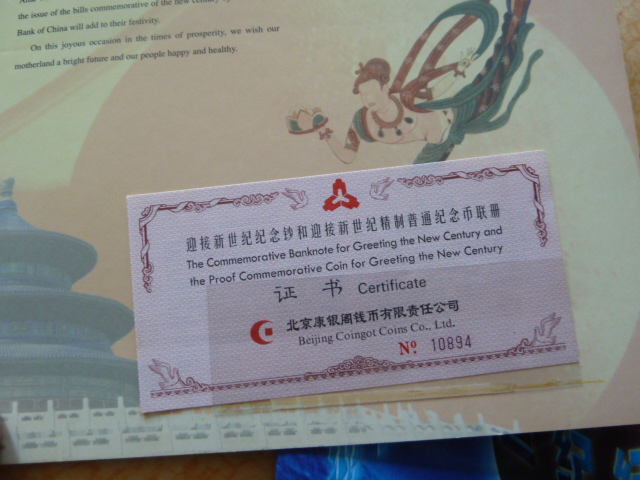 the issue of the bills commemorative of the new century
Bank of China will add to their festivity.
On this joyous occasion in the times of prosperity, we wish our
motherland a bright future and our people happy and healthy.
迎接新世纪纪念钞和迎接新世纪精制普通纪念币联册
The Commemorative Banknote for Greeting the New Century and
the Proof Commemorative Coin for Greeting the New Century
证 书 Certificate
北京康银阁钱币有限责任公司
Beijing Coingot Coins Co., Ltd.
No. 10894